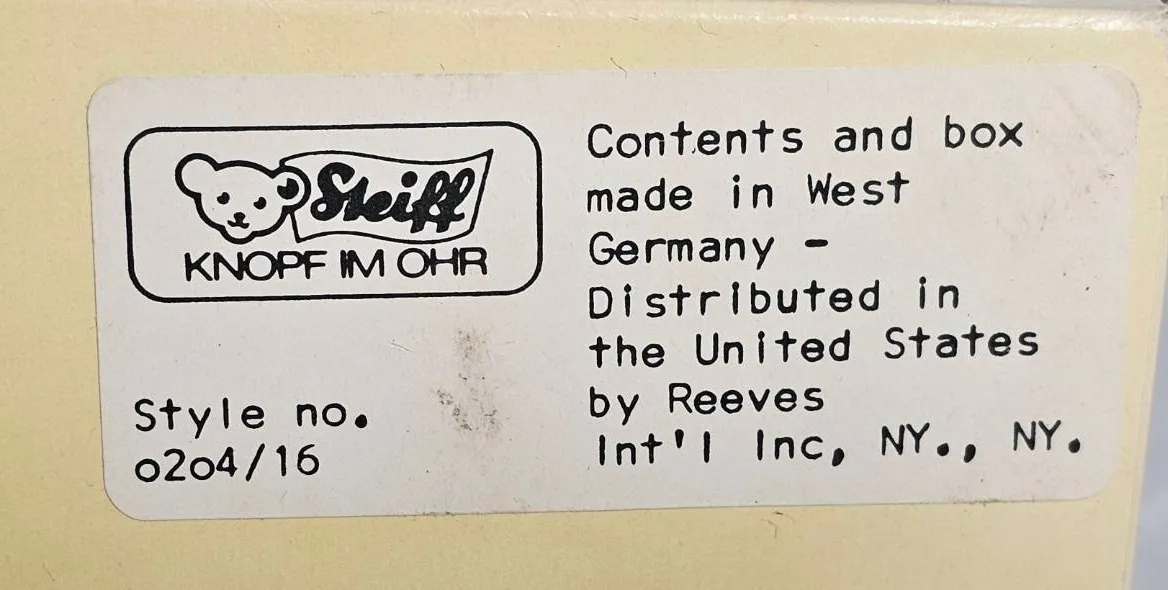 Steiff
KNOPF IM OHR
Style no.
0204/16
Contents and box
made in West
Germany -
Distributed in
the United States
by Reeves
Int'l Inc, NY., NY.